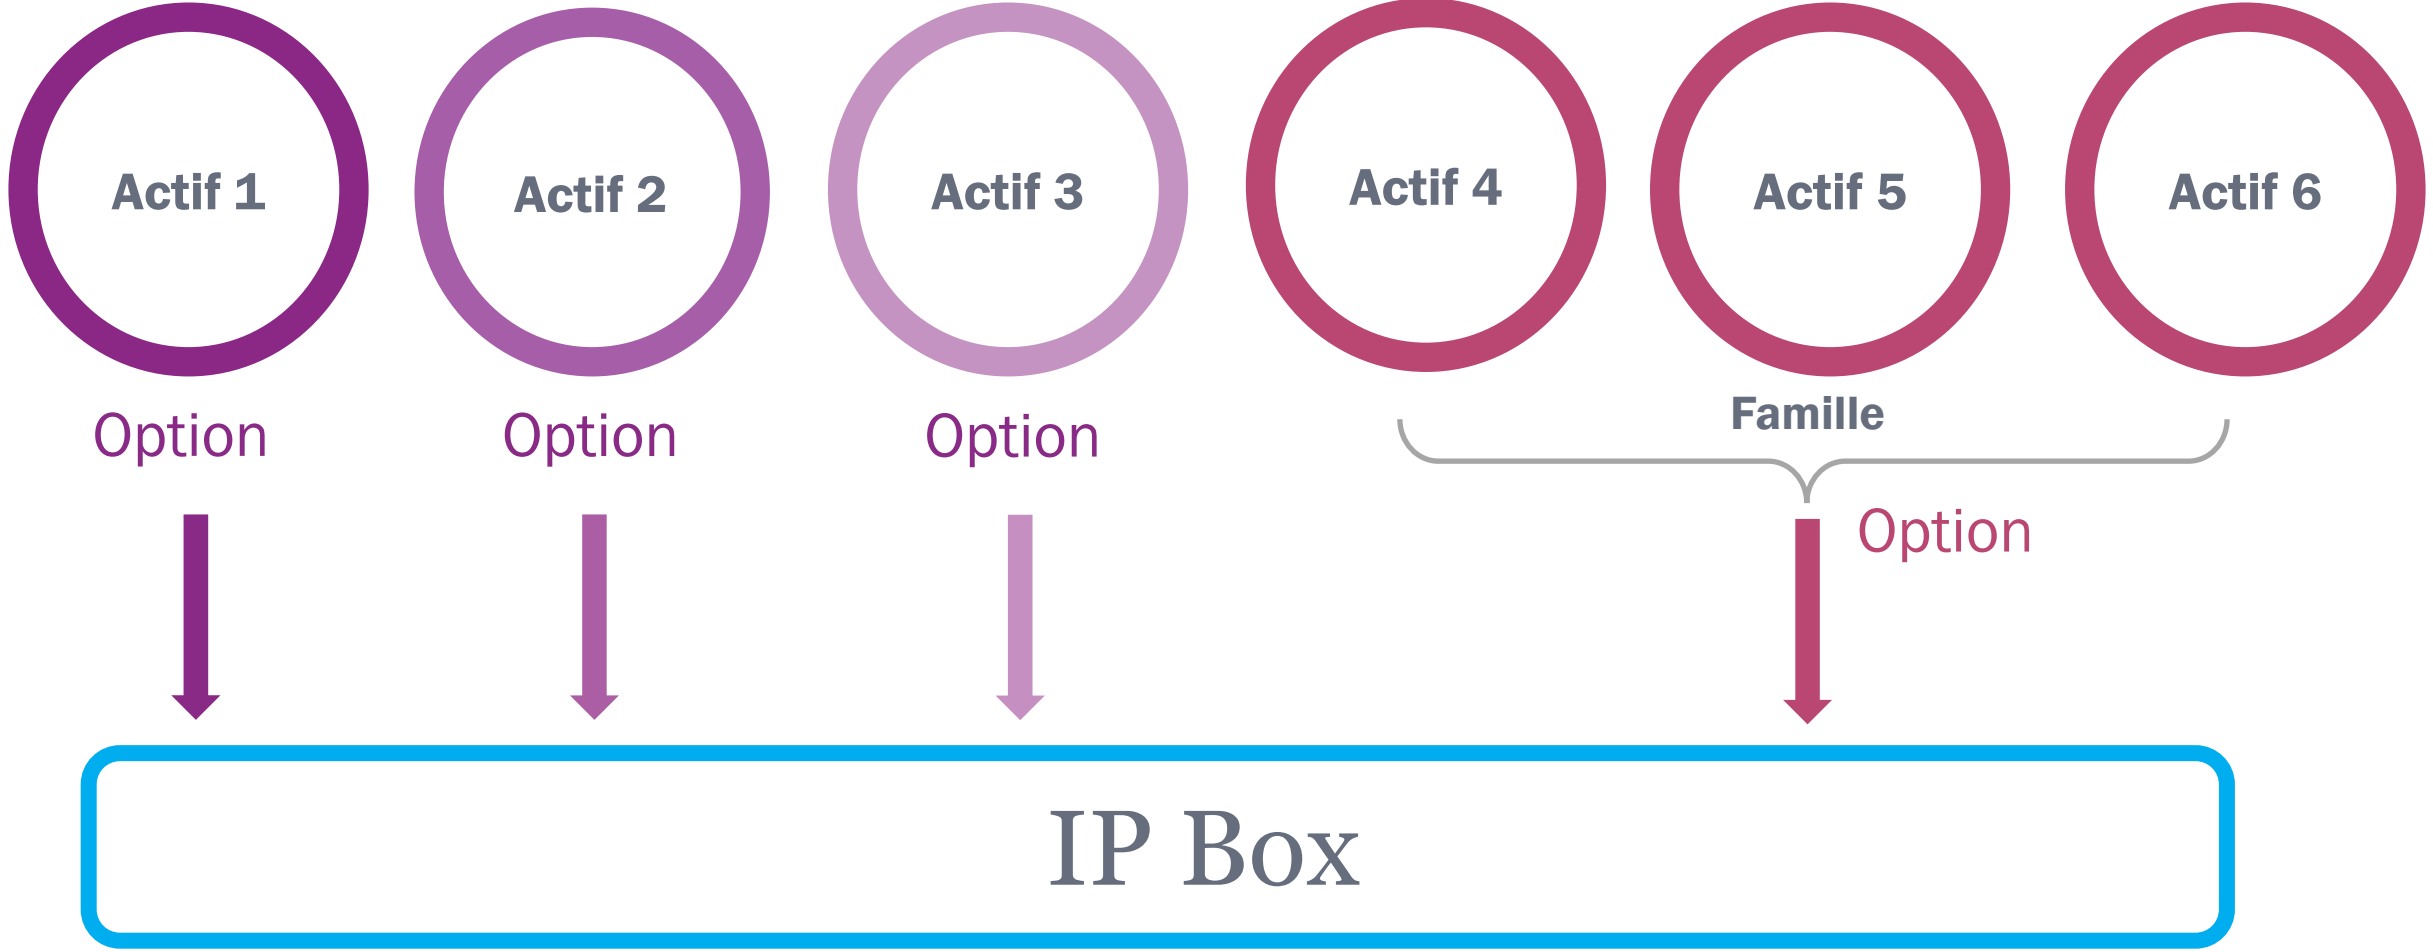 Actif 1
Actif 2
Actif 3
Actif 4
Actif 5
Actif 6
Option
Option
Option
Famille
Option
IP Box